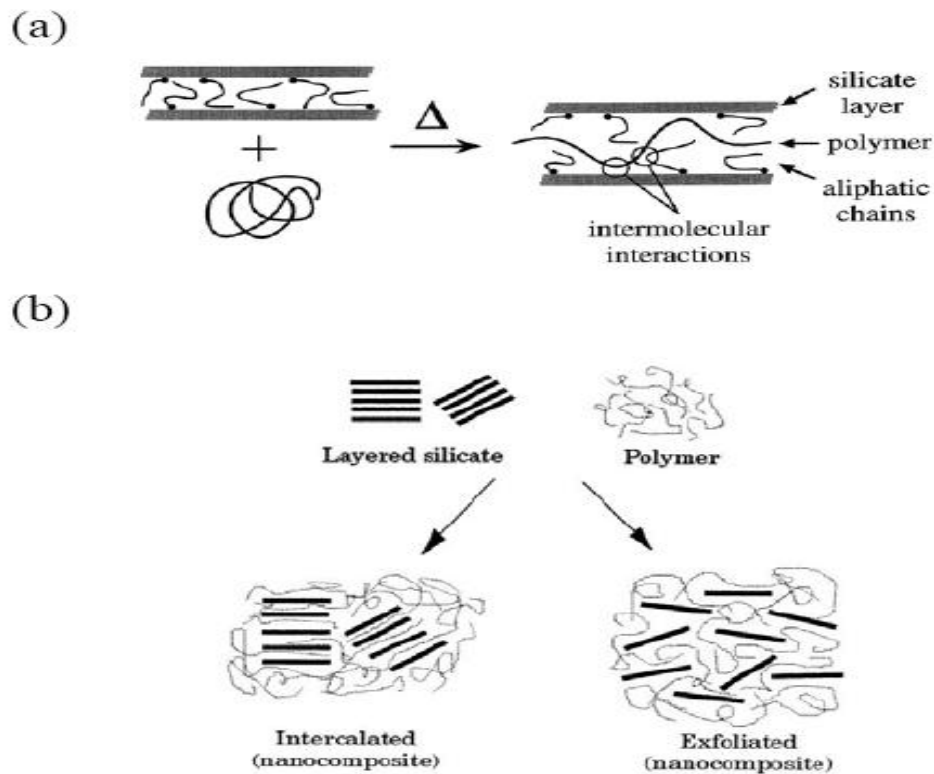 (a)
+
Δ
silicate
layer
polymer
aliphatic
chains
intermolecular
interactions
(b)
Layered silicate
Polymer
Intercalated
(nanocomposite)
Exfoliated
(nanocomposite)